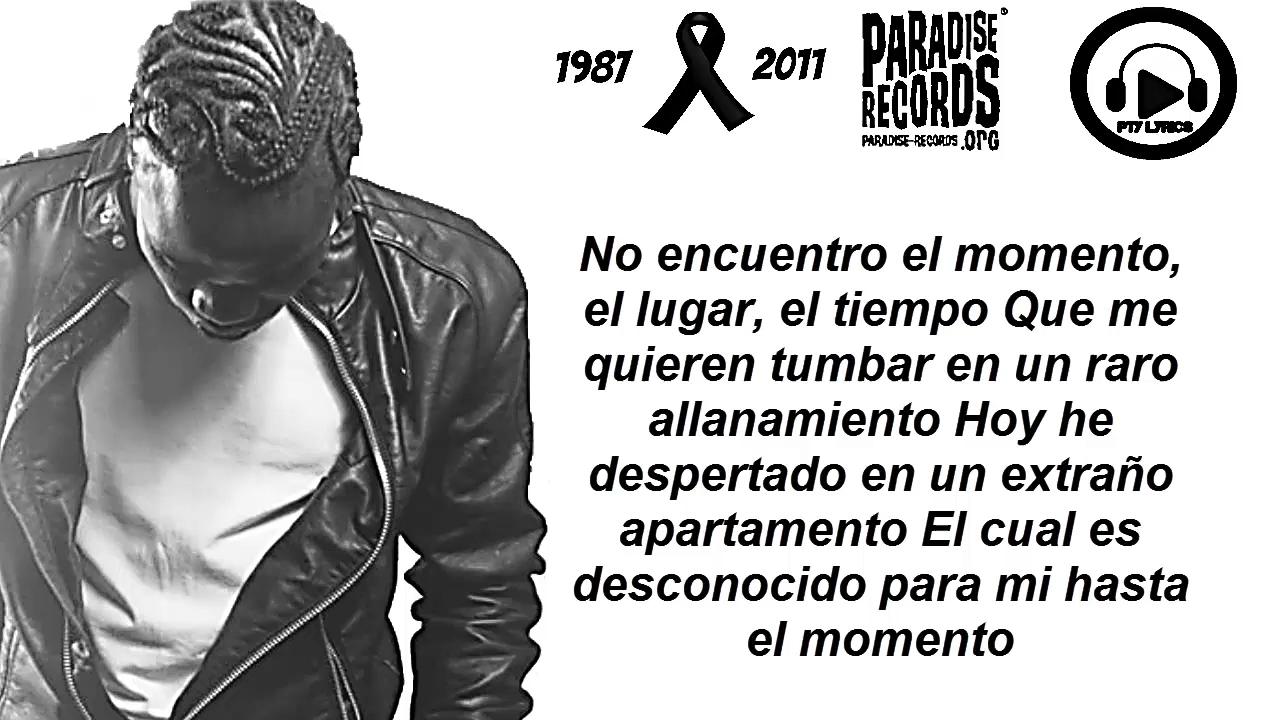 1987
2011
PARADISE
RECORDS
PARADISE-RECORDS.org
PTY LYRICS
No encuentro el momento,
el lugar, el tiempo Que me
quieren tumbar en un raro
allanamiento Hoy he
despertado en un extraño
apartamento El cual es
desconocido para mi hasta
el momento